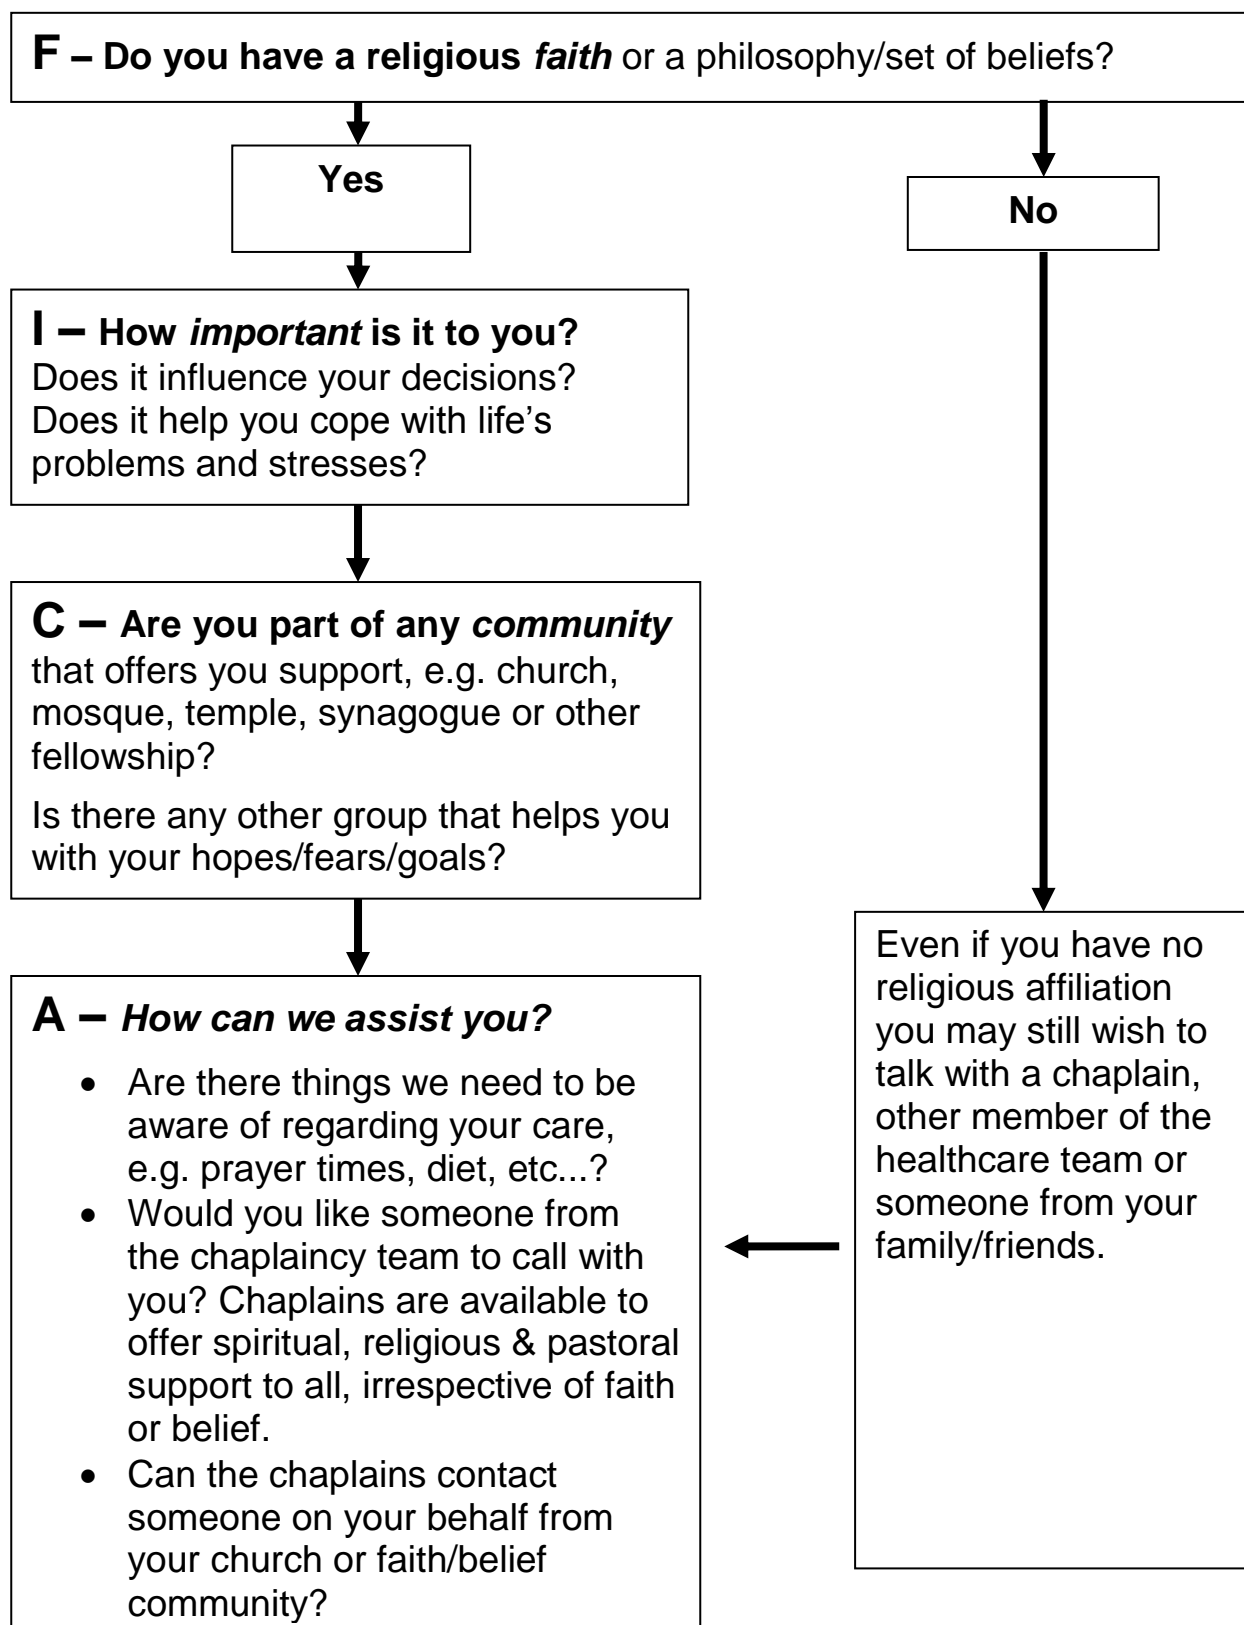 F – Do you have a religious faith or a philosophy/set of beliefs?
Yes
No
I – How important is it to you?
Does it influence your decisions?
Does it help you cope with life’s
problems and stresses?
C – Are you part of any community
that offers you support, e.g. church,
mosque, temple, synagogue or other
fellowship?
Is there any other group that helps you
with your hopes/fears/goals?
A – How can we assist you?
• Are there things we need to be
aware of regarding your care,
e.g. prayer times, diet, etc...?
• Would you like someone from
the chaplaincy team to call with
you? Chaplains are available to
offer spiritual, religious & pastoral
support to all, irrespective of faith
or belief.
• Can the chaplains contact
someone on your behalf from
your church or faith/belief
community?
Even if you have no
religious affiliation
you may still wish to
talk with a chaplain,
other member of the
healthcare team or
someone from your
family/friends.